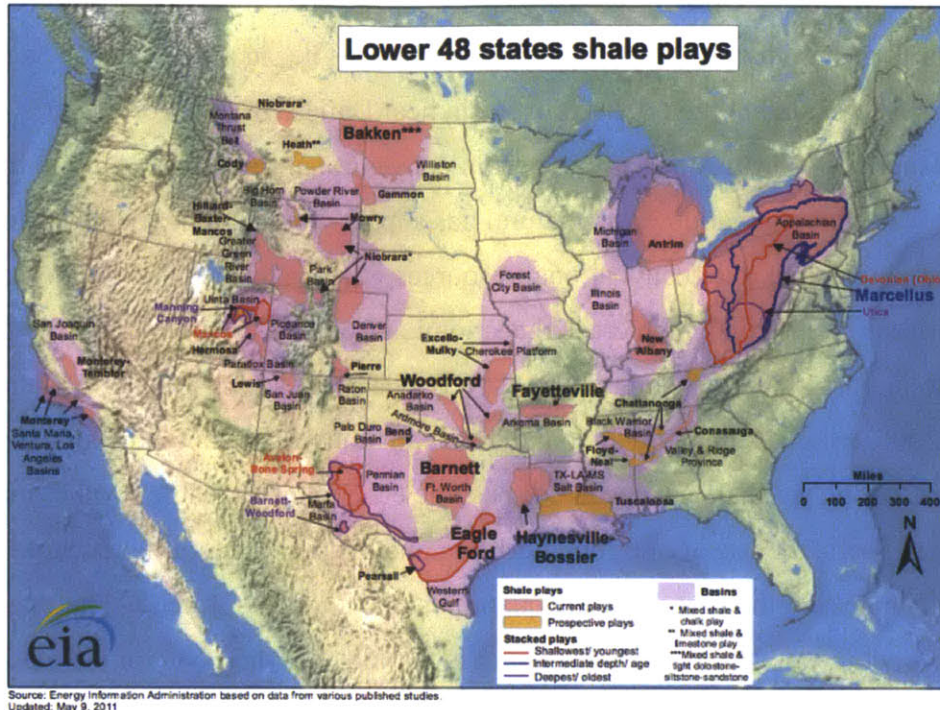 Lower 48 states shale plays
Niobrara*
Montana
Thrust
Belt
Bakken***
Heath**
Cody
Williston
Basin
Big Horn
Basin
Powder River
Basin
Gammon
Hilliard-
Baxter-
Mancos
Mowry
Greater
Green
River
Basin
Niobrara*
Park
Basin
Michigan
Basin
Antrim
Appalachian
Basin
Devonian (Ohio)
Marcellus
Utica
Forest
City Basin
Illinois
Basin
Uinta Basin
Manning
Canyon
Mancos
Piceance
Basin
Denver
Basin
San Joaquin
Basin
Hermosa
Paradox Basin
Excello-
Mulky
Cherokee Platform
New
Albany
Monterey-
Temblor
Lewis
San Juan
Basin
Pierre
Raton
Basin
Woodford
Anadarko
Basin
Fayetteville
Chattanooga
Monterey
Santa Maria,
Ventura, Los
Angeles
Basins
Palo Duro
Basin
Bend
Ardmore Basin
Arkoma Basin
Black Warrior
Basin
Conasauga
Floyd-
Neal
Valley & Ridge
Province
Avalon-
Bone Spring
Permian
Basin
Barnett
Ft. Worth
Basin
TX-LA-MS
Salt Basin
Tuscaloosa
Barnett-
Woodford
Marfa
Basin
Eagle
Ford
Haynesville-
Bossier
Pearsall
Western
Gulf
Miles
0 100 200 300 400
N
Shale plays
Current plays
Prospective plays
Stacked plays
Shallowest/ youngest
Intermediate depth/ age
Deepest/ oldest
Basins
* Mixed shale &
chalk play
** Mixed shale &
limestone play
***Mixed shale &
tight dolostone-
siltstone-sandstone
eia
Source: Energy Information Administration based on data from various published studies.
Updated: May 9, 2011